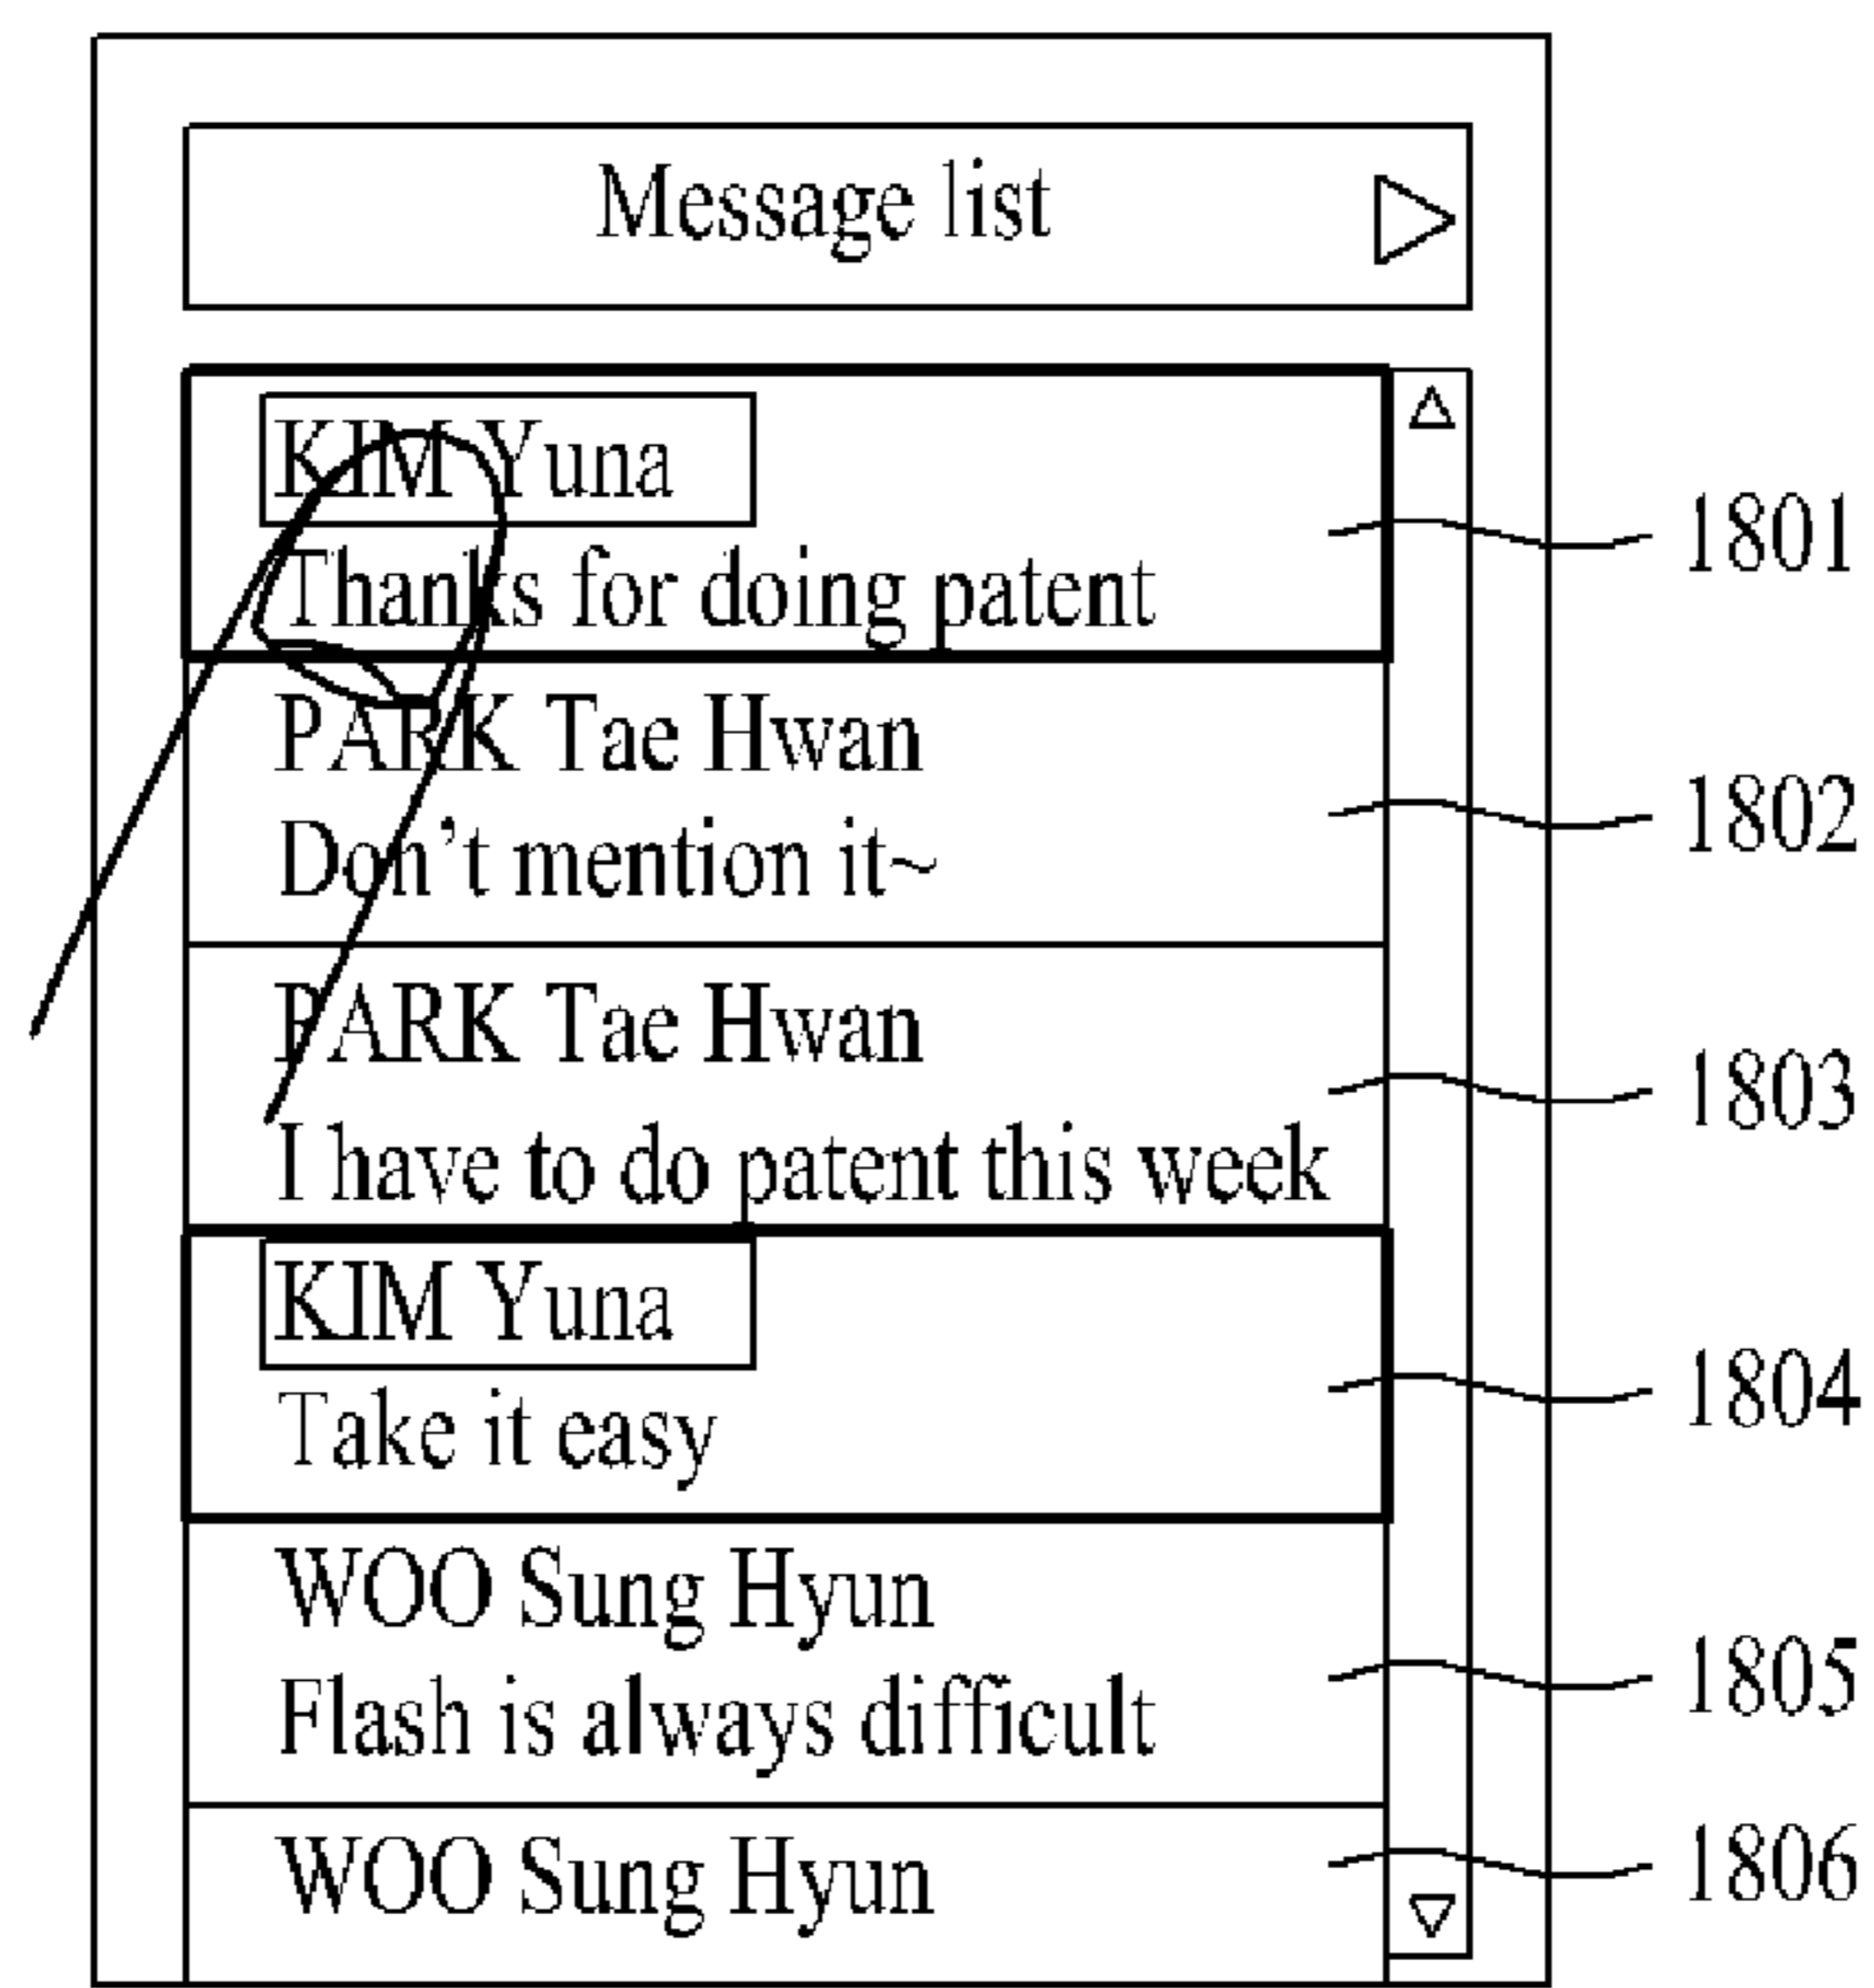 Message list
KIM Yuna
Thanks for doing patent
1801
PARK Tae Hwan
Don't mention it~
1802
PARK Tae Hwan
I have to do patent this week
1803
KIM Yuna
Take it easy
1804
WOO Sung Hyun
Flash is always difficult
1805
WOO Sung Hyun
1806